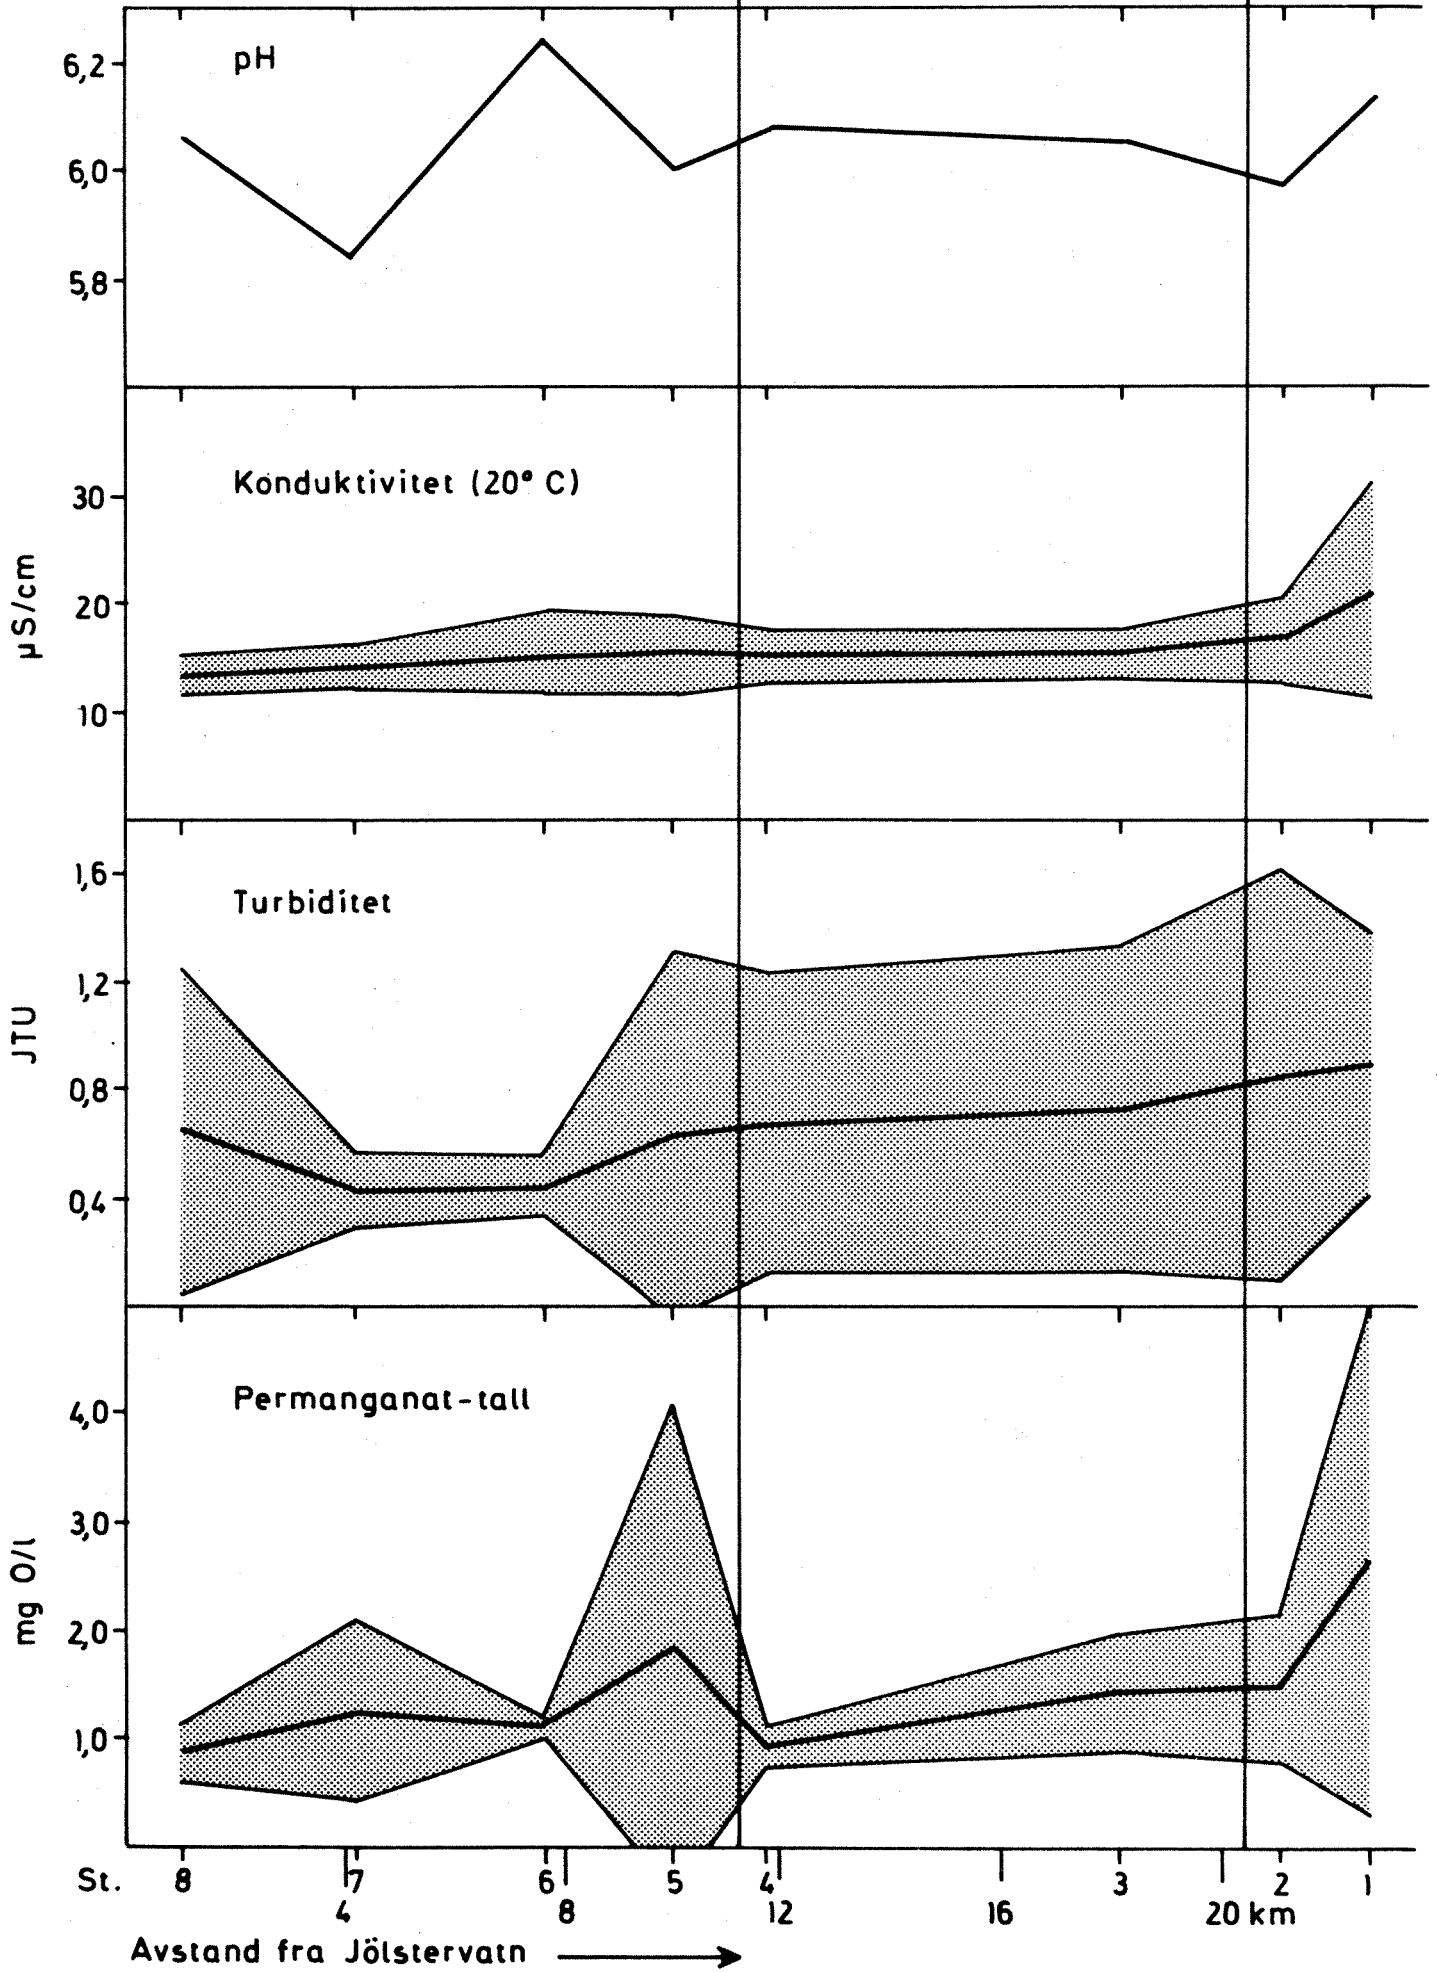 pH
6,2
6,0
5,8
Konduktivitet (20° C)
µS/cm
30
20
10
Turbiditet
JTU
1,6
1,2
0,8
0,4
Permanganat-tall
mg O/l
4,0
3,0
2,0
1,0
St. 8 7 6 5 4 3 2 1
4 8 12 16 20 km
Avstand fra Jölstervatn